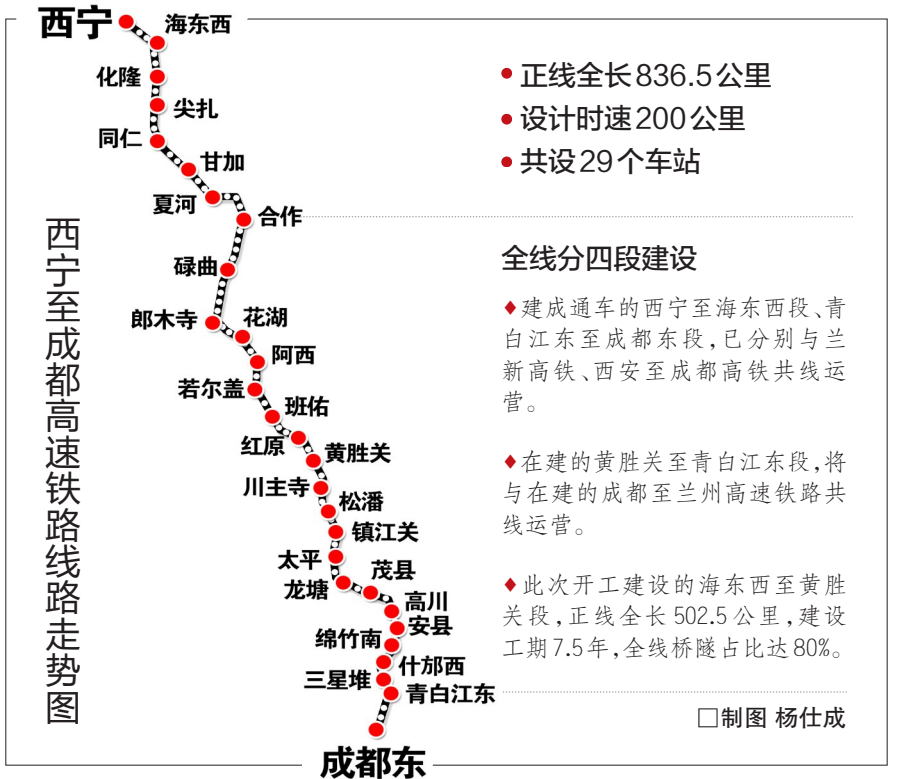 西宁
海东西
化隆
尖扎
同仁
甘加
夏河
合作
碌曲
郎木寺
花湖
阿西
若尔盖
班佑
红原
黄胜关
川主寺
松潘
镇江关
太平
茂县
龙塘
高川
安县
绵竹南
什邡西
三星堆
青白江东
成都东
西宁至成都高速铁路线路走势图
●正线全长836.5公里
●设计时速200公里
●共设29个车站
全线分四段建设
♦建成通车的西宁至海东西段、青
白江东至成都东段,已分别与兰
新高铁、西安至成都高铁共线运
营。
♦在建的黄胜关至青白江东段,将
与在建的成都至兰州高速铁路共
线运营。
♦此次开工建设的海东西至黄胜
关段,正线全长502.5公里,建设
工期7.5年,全线桥隧占比达80%。
□制图 杨仕成